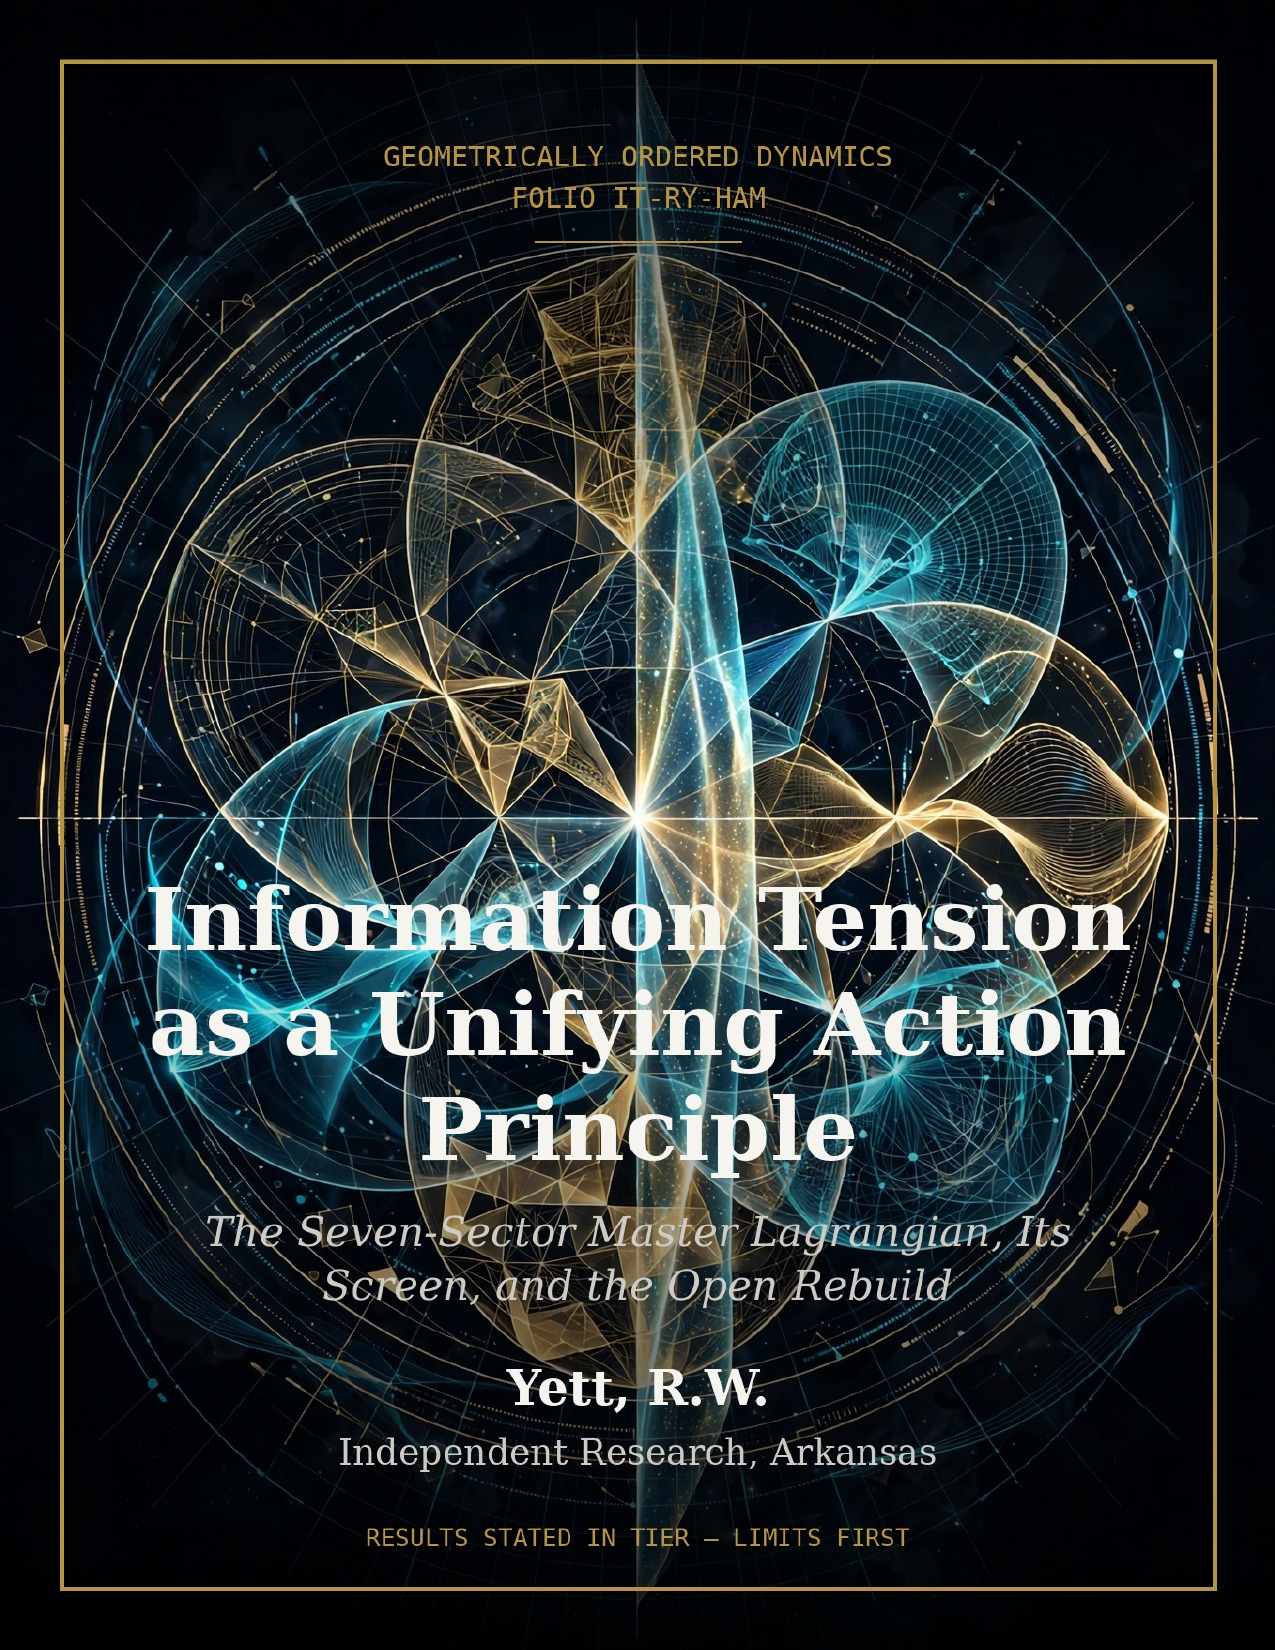 GEOMETRICALLY ORDERED DYNAMICS
FOLIO IT-RY-HAM
Information Tension
as a Unifying Action
Principle
The Seven-Sector Master Lagrangian, Its
Screen, and the Open Rebuild
Yett, R.W.
Independent Research, Arkansas
RESULTS STATED IN TIER — LIMITS FIRST